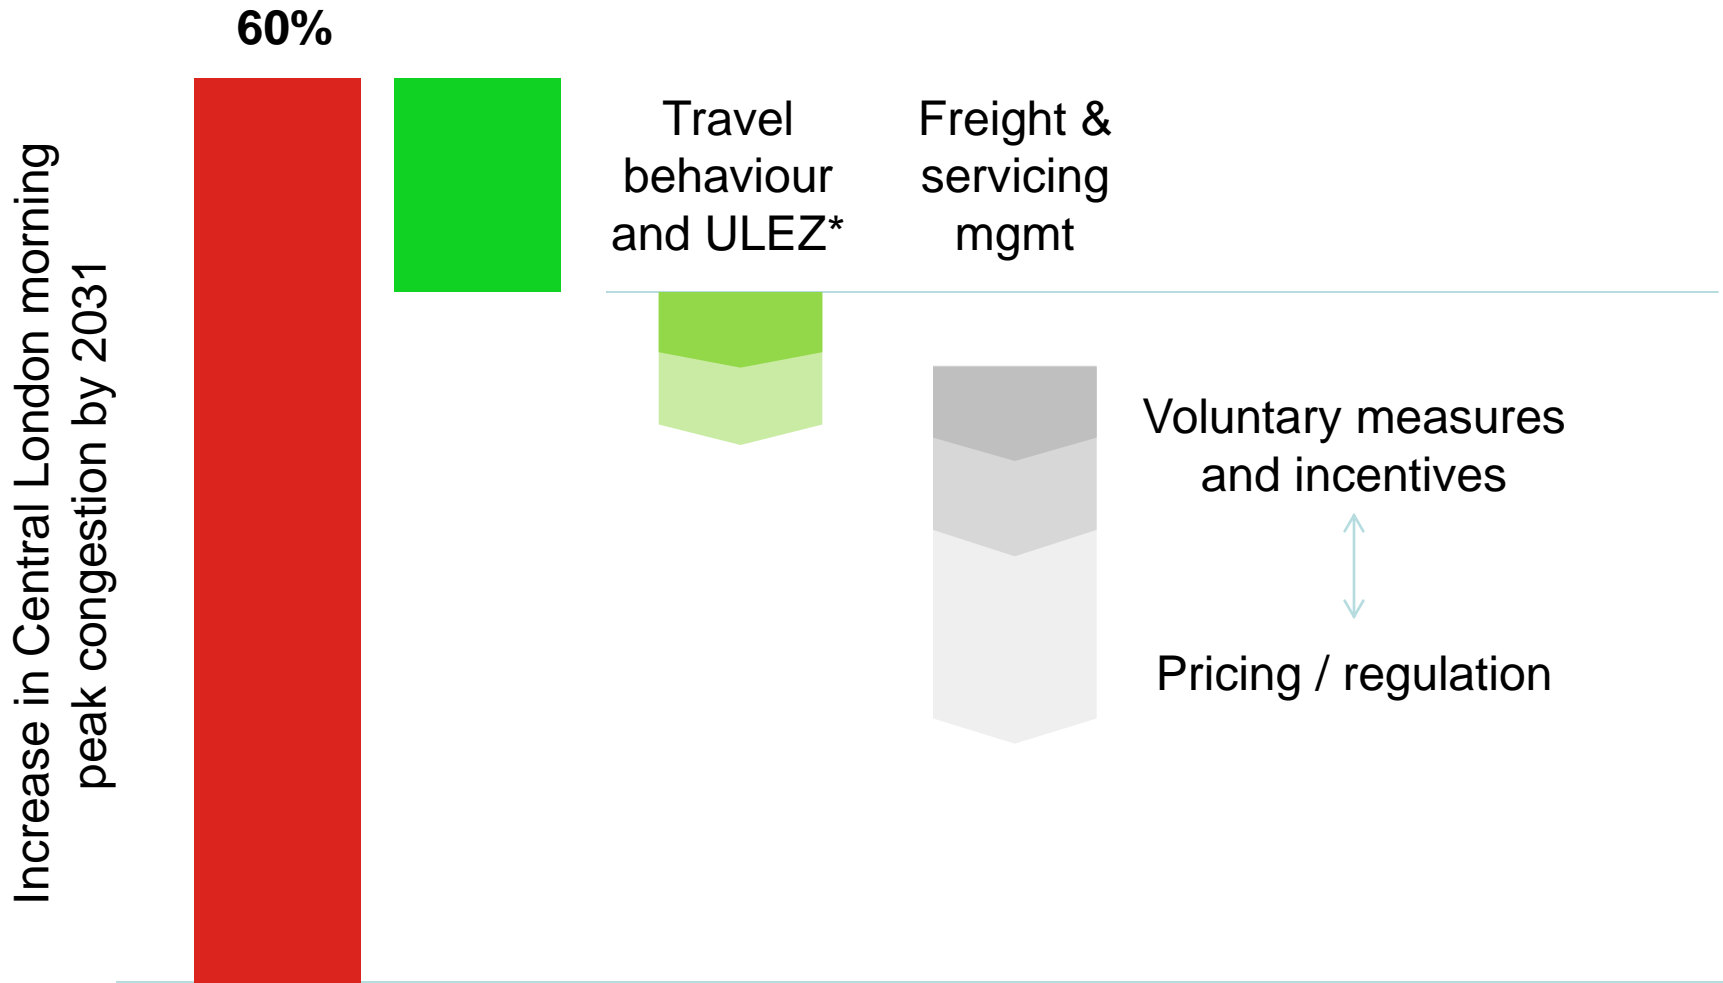 60%
Increase in Central London morning
peak congestion by 2031
Travel
behaviour
and ULEZ*
Freight &
servicing
mgmt
Voluntary measures
and incentives
Pricing / regulation